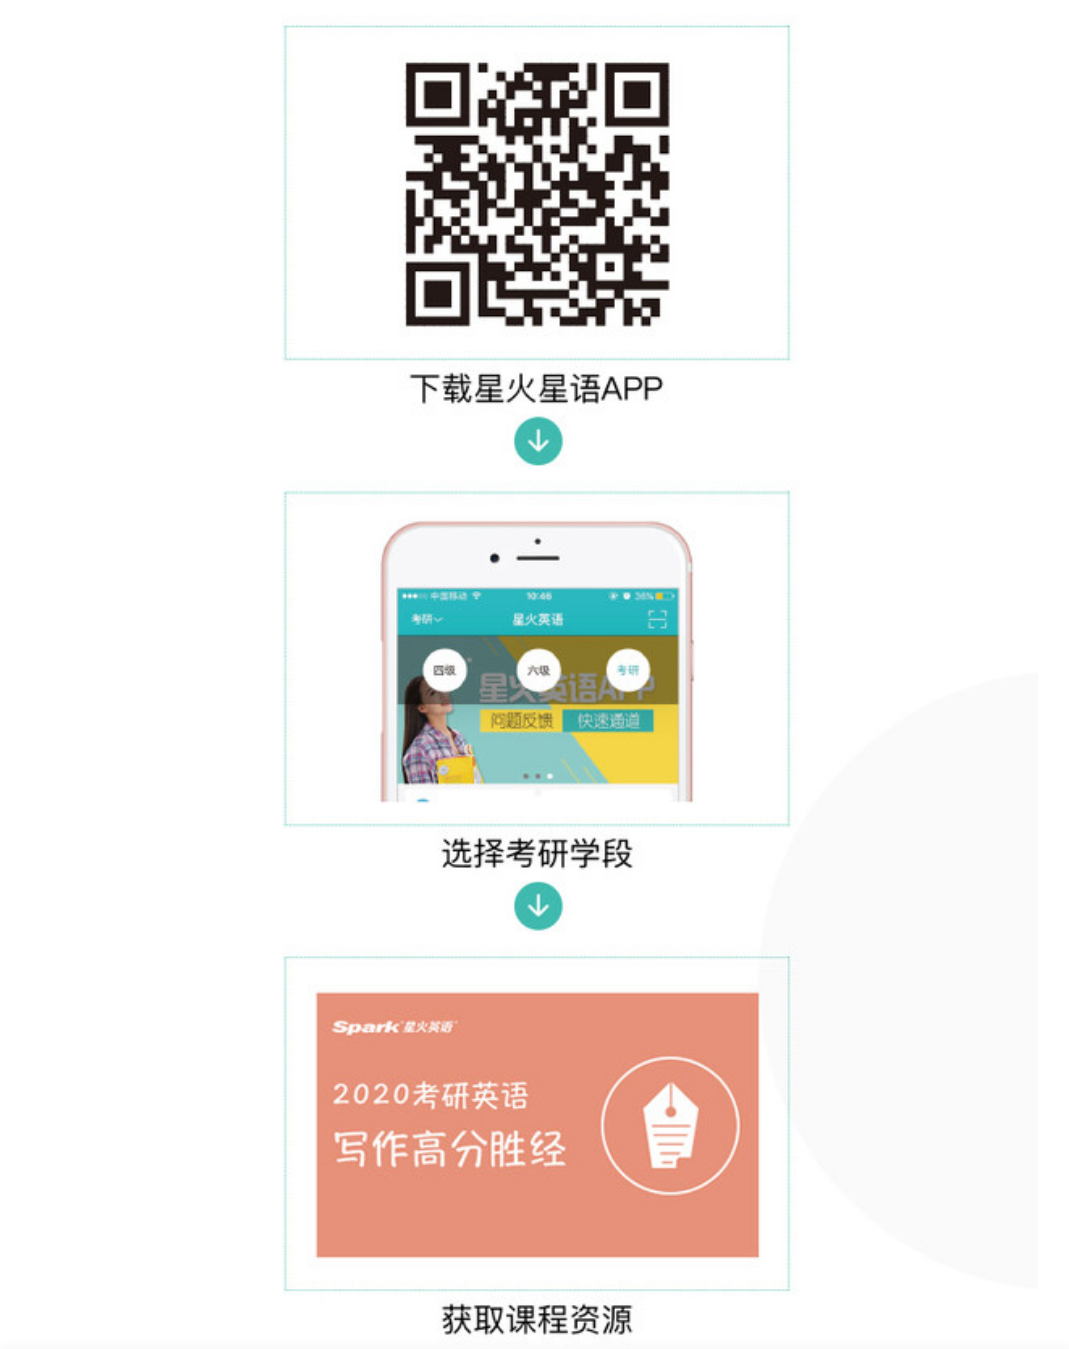 下载星火星语APP
中国移动 10:46 36%
考研 星火英语
四级 六级 考研
星火英语APP
问题反馈 快速通道
选择考研学段
Spark 星火英语
2020考研英语
写作高分胜经
获取课程资源